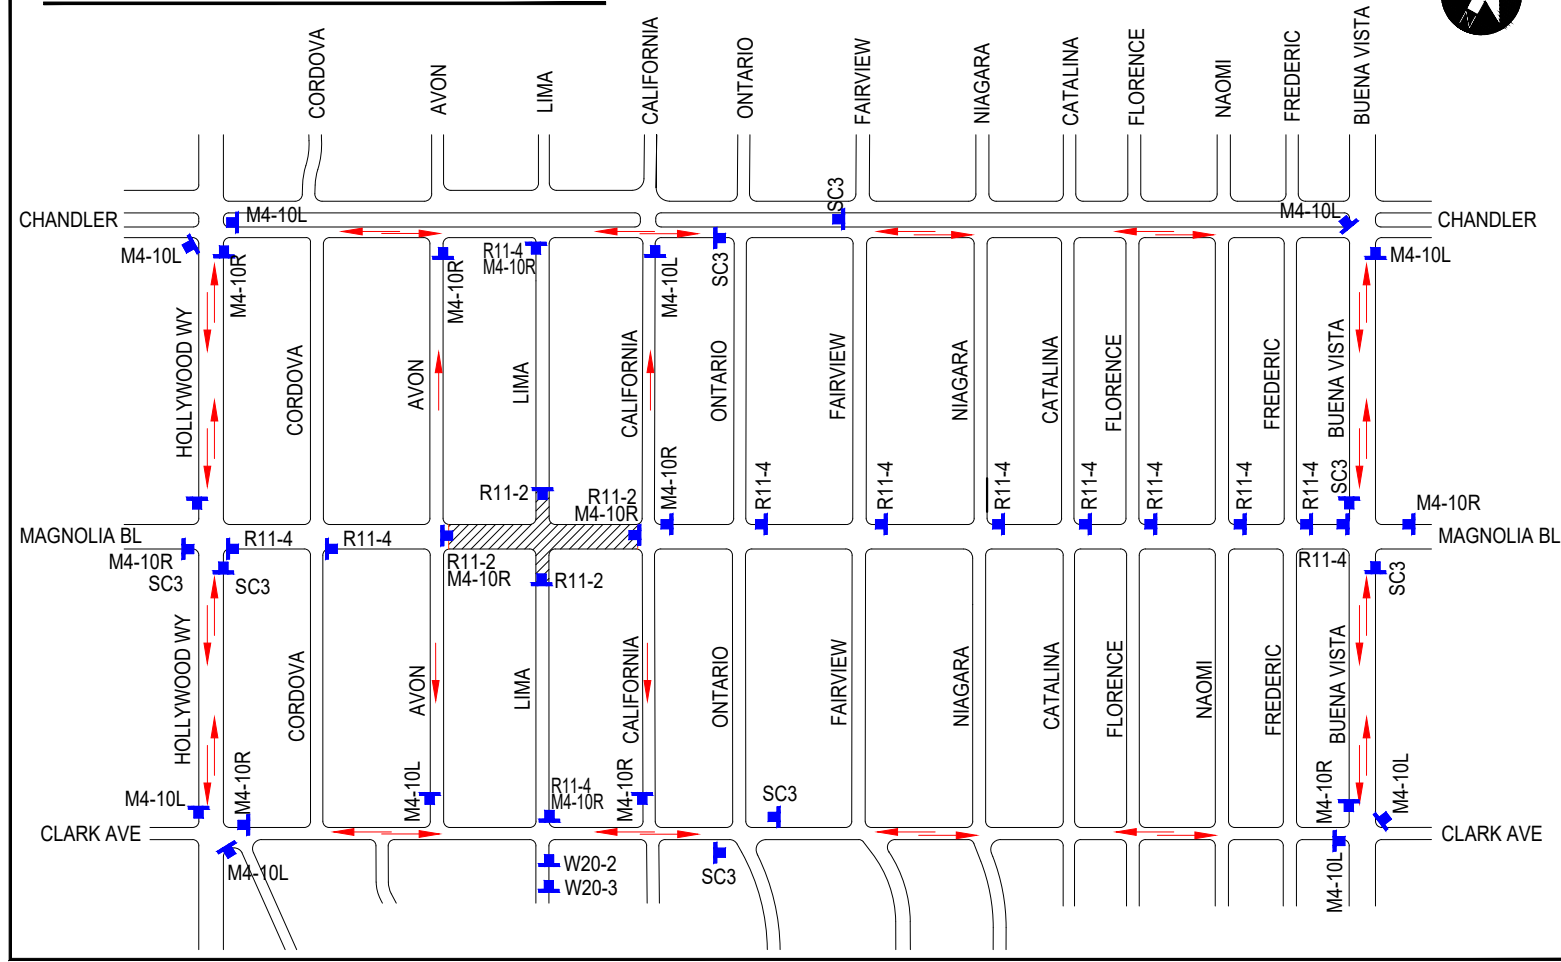 CORDOVA
AVON
LIMA
CALIFORNIA
ONTARIO
FAIRVIEW
NIAGARA
CATALINA
FLORENCE
NAOMI
FREDERIC
BUENA VISTA
CHANDLER
M4-10L
SC3
M4-10L
CHANDLER
M4-10L
M4-10R
M4-10R
R11-4
M4-10R
M4-10L
SC3
M4-10L
HOLLYWOOD WY
CORDOVA
AVON
LIMA
CALIFORNIA
ONTARIO
FAIRVIEW
NIAGARA
CATALINA
FLORENCE
FREDERIC
BUENA VISTA
R11-2
R11-2
M4-10R
M4-10R
R11-4
R11-4
R11-4
R11-4
R11-4
R11-4
R11-4
SC3
M4-10R
MAGNOLIA BL
R11-4
R11-4
MAGNOLIA BL
M4-10R
SC3
SC3
R11-2
M4-10R
R11-2
R11-4
SC3
HOLLYWOOD WY
CORDOVA
AVON
LIMA
CALIFORNIA
ONTARIO
FAIRVIEW
NIAGARA
CATALINA
FLORENCE
NAOMI
FREDERIC
BUENA VISTA
M4-10L
M4-10R
M4-10L
R11-4
M4-10R
M4-10R
SC3
M4-10R
M4-10L
CLARK AVE
CLARK AVE
M4-10L
W20-2
W20-3
SC3
M4-10L